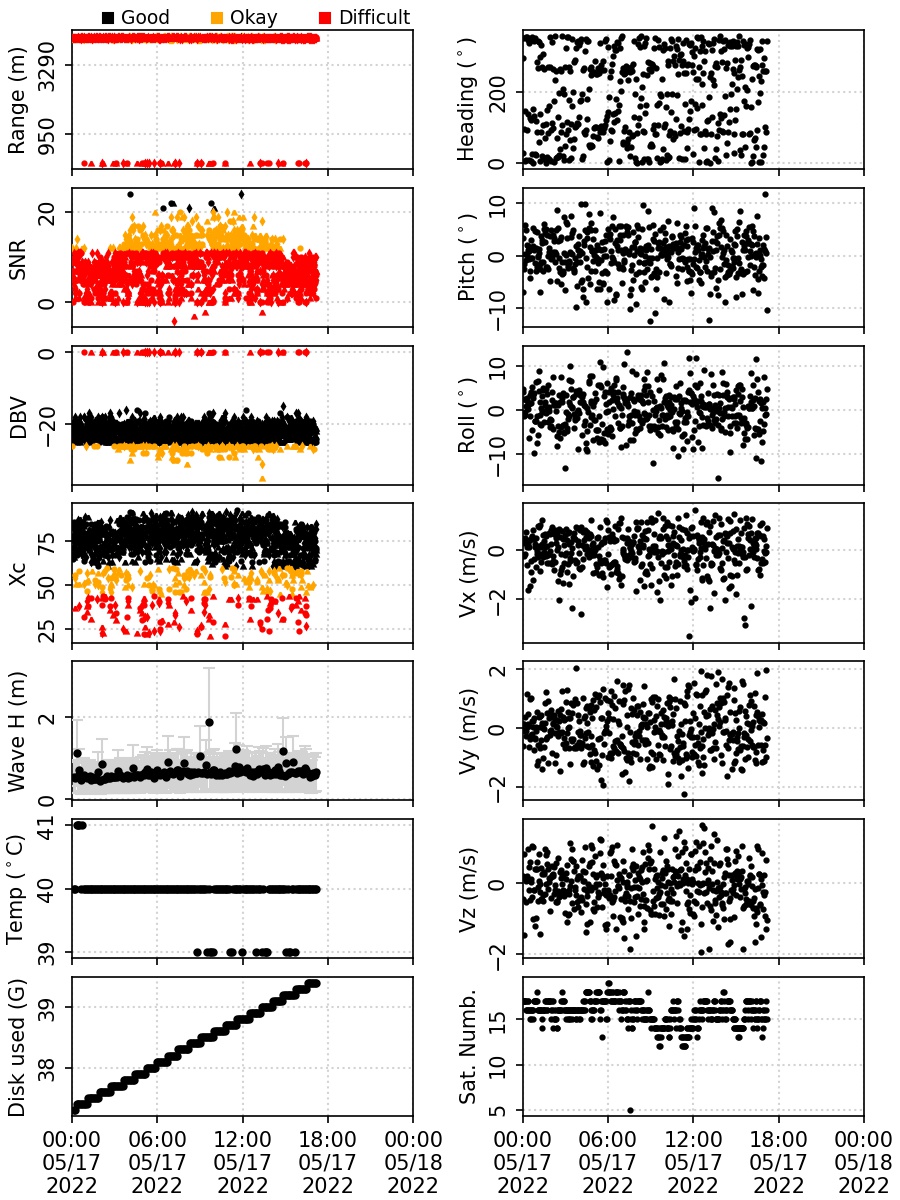 Good Okay Difficult
Range (m)
3290
950
Heading (°)
200
0
SNR
20
0
Pitch (°)
10
0
−10
DBV
0
−20
Roll (°)
10
0
−10
Xc
75
50
25
Vx (m/s)
0
−2
Wave H (m)
2
0
Vy (m/s)
2
0
−2
Temp (°C)
41
40
39
Vz (m/s)
0
−2
Disk used (G)
39
38
Sat. Numb.
15
10
5
00:00 06:00 12:00 18:00 00:00
05/17 05/17 05/17 05/17 05/18
2022 2022 2022 2022 2022
00:00 06:00 12:00 18:00 00:00
05/17 05/17 05/17 05/17 05/18
2022 2022 2022 2022 2022